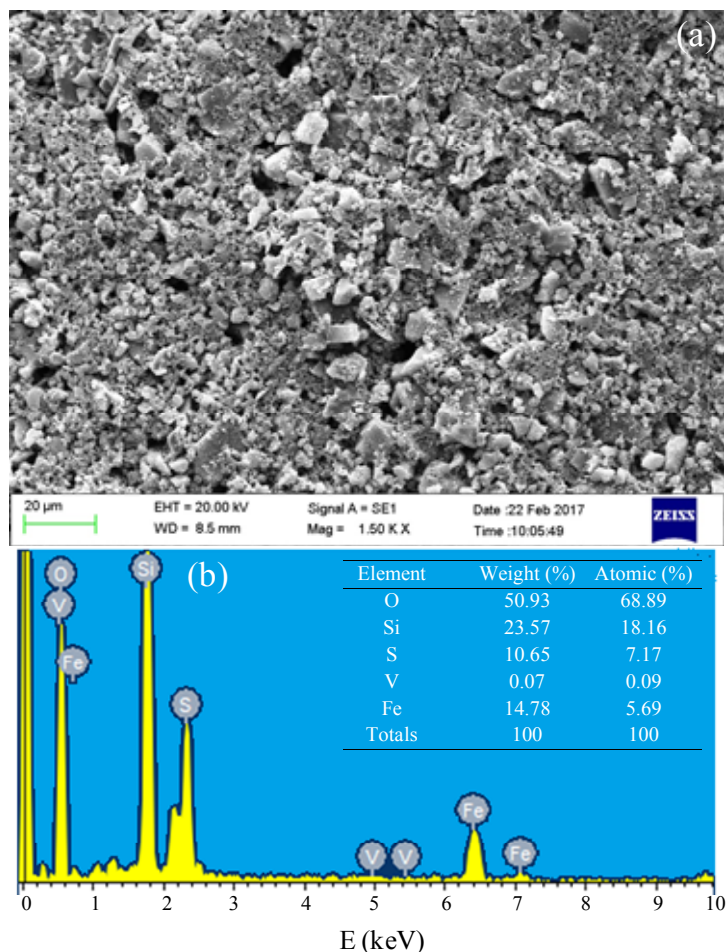 (a)
20 µm
EHT = 20.00 kV
Signal A = SE1
Date :22 Feb 2017
WD = 8.5 mm
Mag = 1.50 K X
Time :10:05:49
ZEISS
(b)
O
V
Fe
Si
S
V
V
Fe
Fe
Element Weight (%) Atomic (%)
O 50.93 68.89
Si 23.57 18.16
S 10.65 7.17
V 0.07 0.09
Fe 14.78 5.69
Totals 100 100
0 1 2 3 4 5 6 7 8 9 10
E (keV)